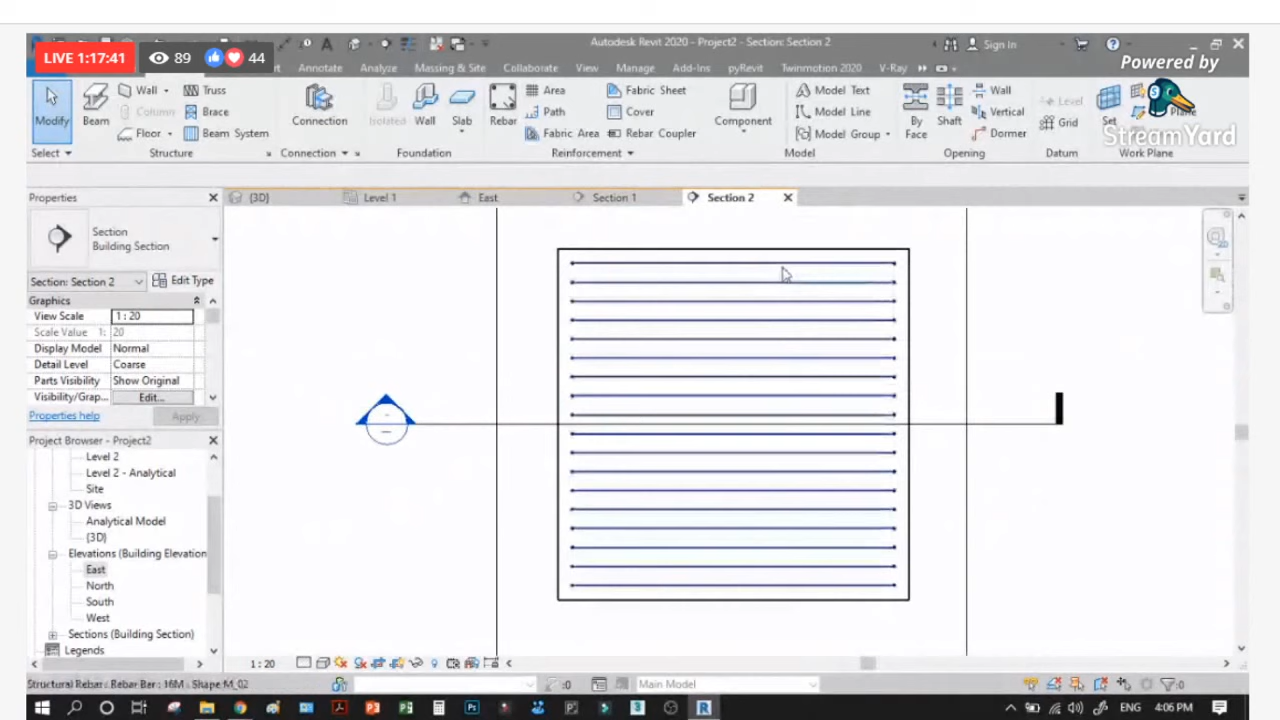 LIVE 1:17:41 89 44
Autodesk Revit 2020 - Project2 - Section: Section 2
Sign In
Powered by
StreamYard
Annotate Analyze Massing & Site Collaborate View Manage Add-Ins pyRevit Twinmotion 2020 V-Ray
Modify
Beam
Wall
Column
Floor
Truss
Brace
Beam System
Connection
Isolated
Wall
Slab
Rebar
Area
Path
Fabric Area
Fabric Sheet
Cover
Rebar Coupler
Component
Model Text
Model Line
Model Group
By
Face
Shaft
Wall
Vertical
Dormer
Level
Grid
Set
Plane
Select Structure Connection Foundation Reinforcement Model Opening Datum Work Plane
Properties
{3D} Level 1 East Section 1 Section 2
Section
Building Section
Section: Section 2 Edit Type
Graphics
View Scale 1 : 20
Scale Value 1: 20
Display Model Normal
Detail Level Coarse
Parts Visibility Show Original
Visibility/Grap... Edit...
Properties help Apply
Project Browser - Project2
Level 2
Level 2 - Analytical
Site
3D Views
Analytical Model
{3D}
Elevations (Building Elevation
East
North
South
West
Sections (Building Section)
Legends
1 : 20
Structural Rebar : Rebar Bar : 16M - Shape M_02
:0 Main Model :0
ENG 4:06 PM